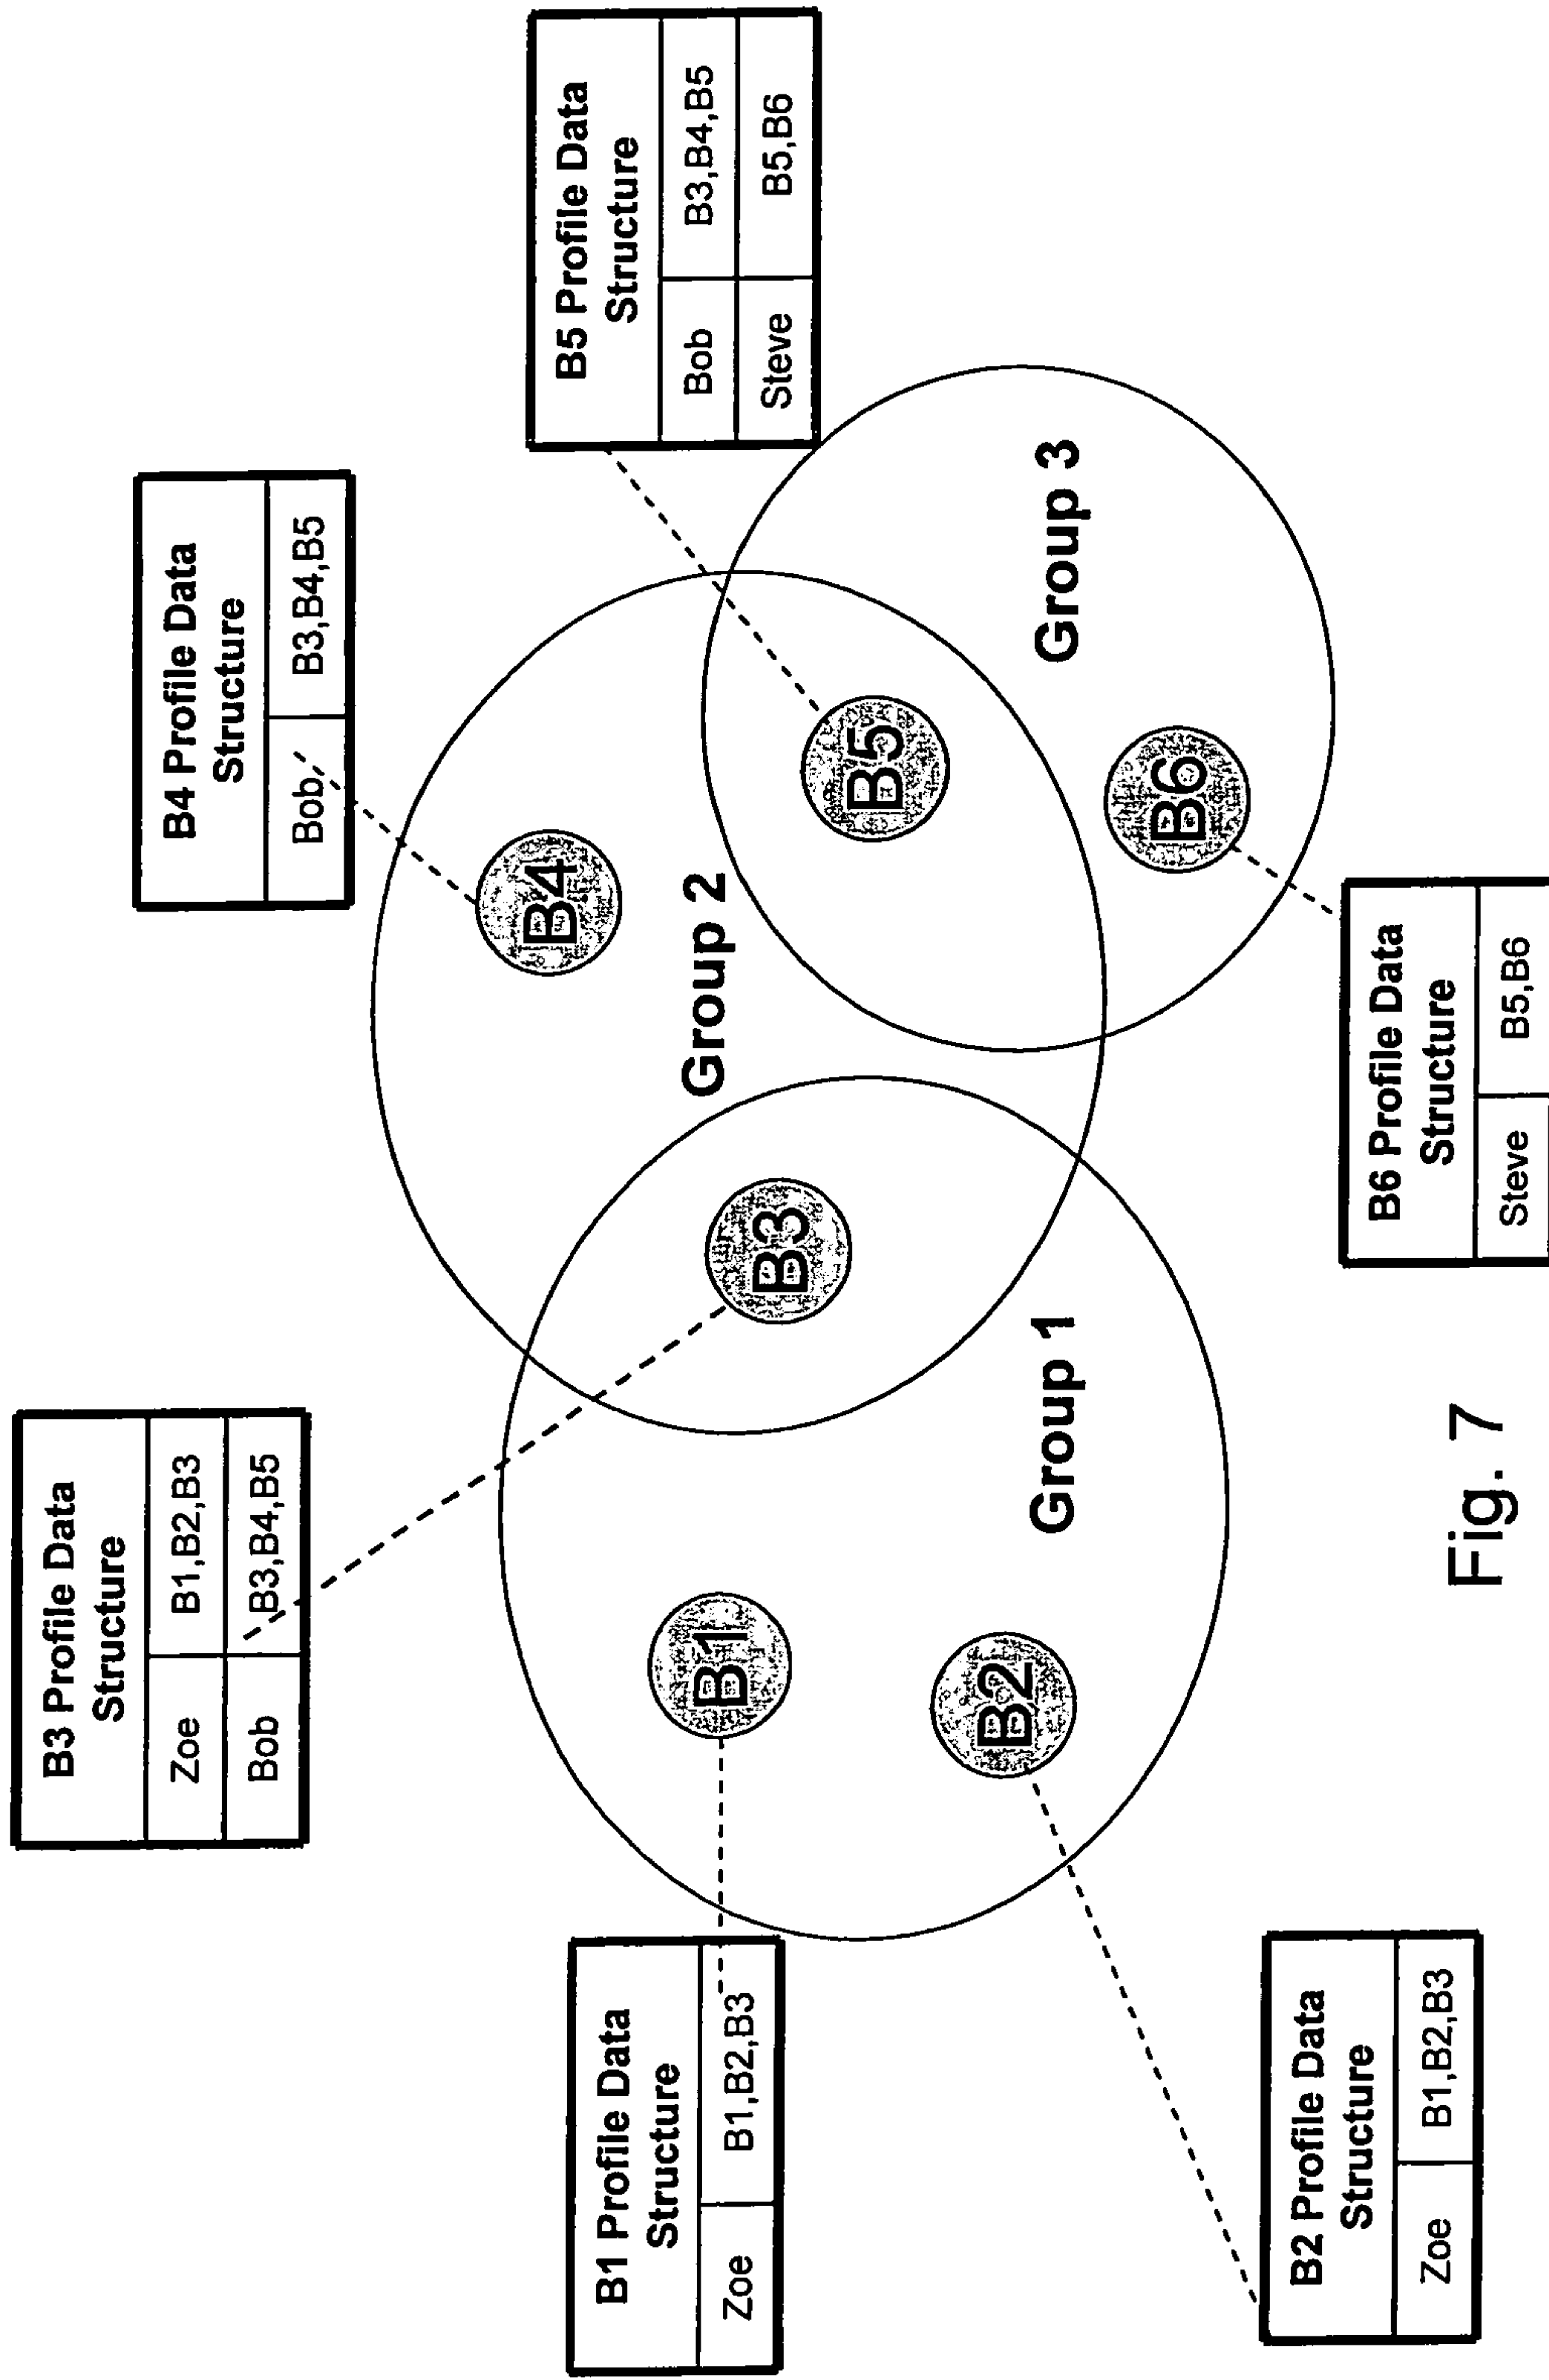 B3 Profile Data
Structure
Zoe B1,B2,B3
Bob B3,B4,B5
B4 Profile Data
Structure
Bob B3,B4,B5
B5 Profile Data
Structure
Bob B3,B4,B5
Steve B5,B6
B1 Profile Data
Structure
Zoe B1,B2,B3
B1
B3
B4
Group 2
B5
B2
Group 1
B6
Group 3
B2 Profile Data
Structure
Zoe B1,B2,B3
B6 Profile Data
Structure
Steve B5,B6
Fig. 7